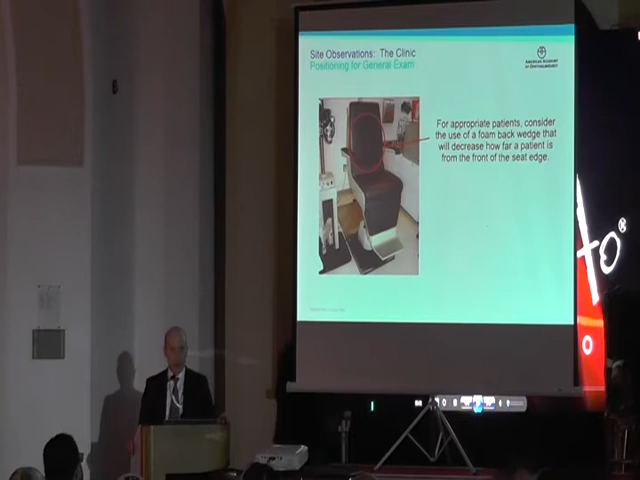 Site Observations: The Clinic
Positioning for General Exam
AMERICAN ACADEMY
OF OPHTHALMOLOGY
For appropriate patients, consider
the use of a foam back wedge that
will decrease how far a patient is
from the front of the seat edge.
®